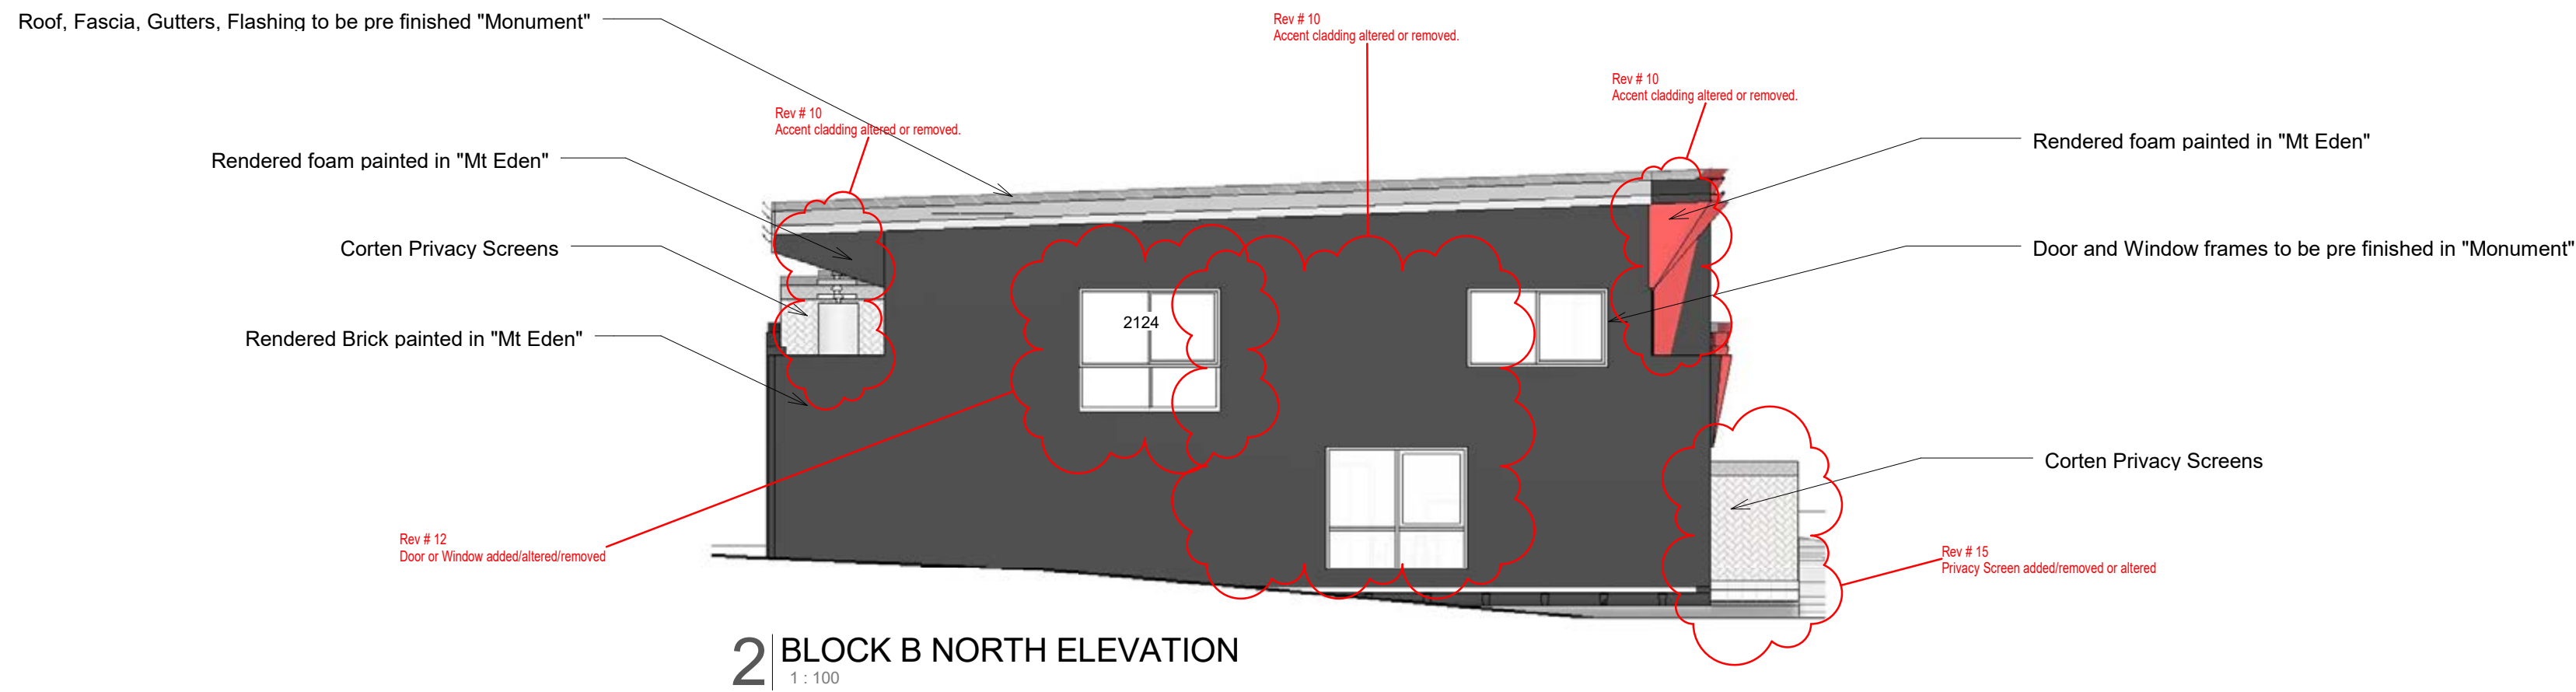 Roof, Fascia, Gutters, Flashing to be pre finished "Monument"
Rev # 10
Accent cladding altered or removed.
Rev # 10
Accent cladding altered or removed.
Rev # 10
Accent cladding altered or removed.
Rendered foam painted in "Mt Eden"
Rendered foam painted in "Mt Eden"
Corten Privacy Screens
Door and Window frames to be pre finished in "Monument"
2124
Rendered Brick painted in "Mt Eden"
Corten Privacy Screens
Rev # 12
Door or Window added/altered/removed
Rev # 15
Privacy Screen added/removed or altered
2 BLOCK B NORTH ELEVATION
1 : 100